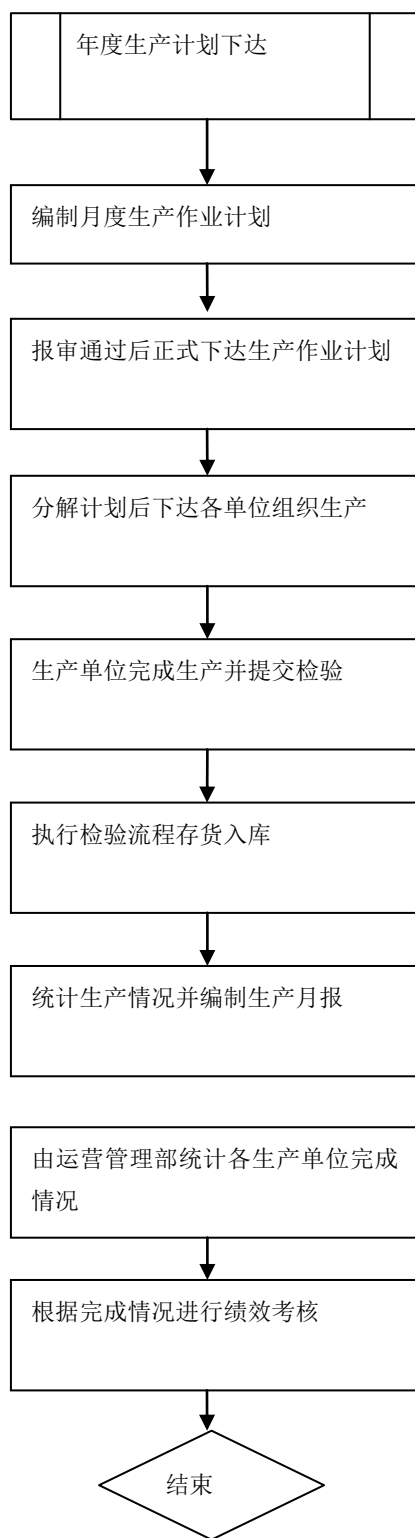 年度生产计划下达
编制月度生产作业计划
报审通过后正式下达生产作业计划
分解计划后下达各单位组织生产
生产单位完成生产并提交检验
执行检验流程存货入库
统计生产情况并编制生产月报
由运营管理部统计各生产单位完成
情况
根据完成情况进行绩效考核
结束